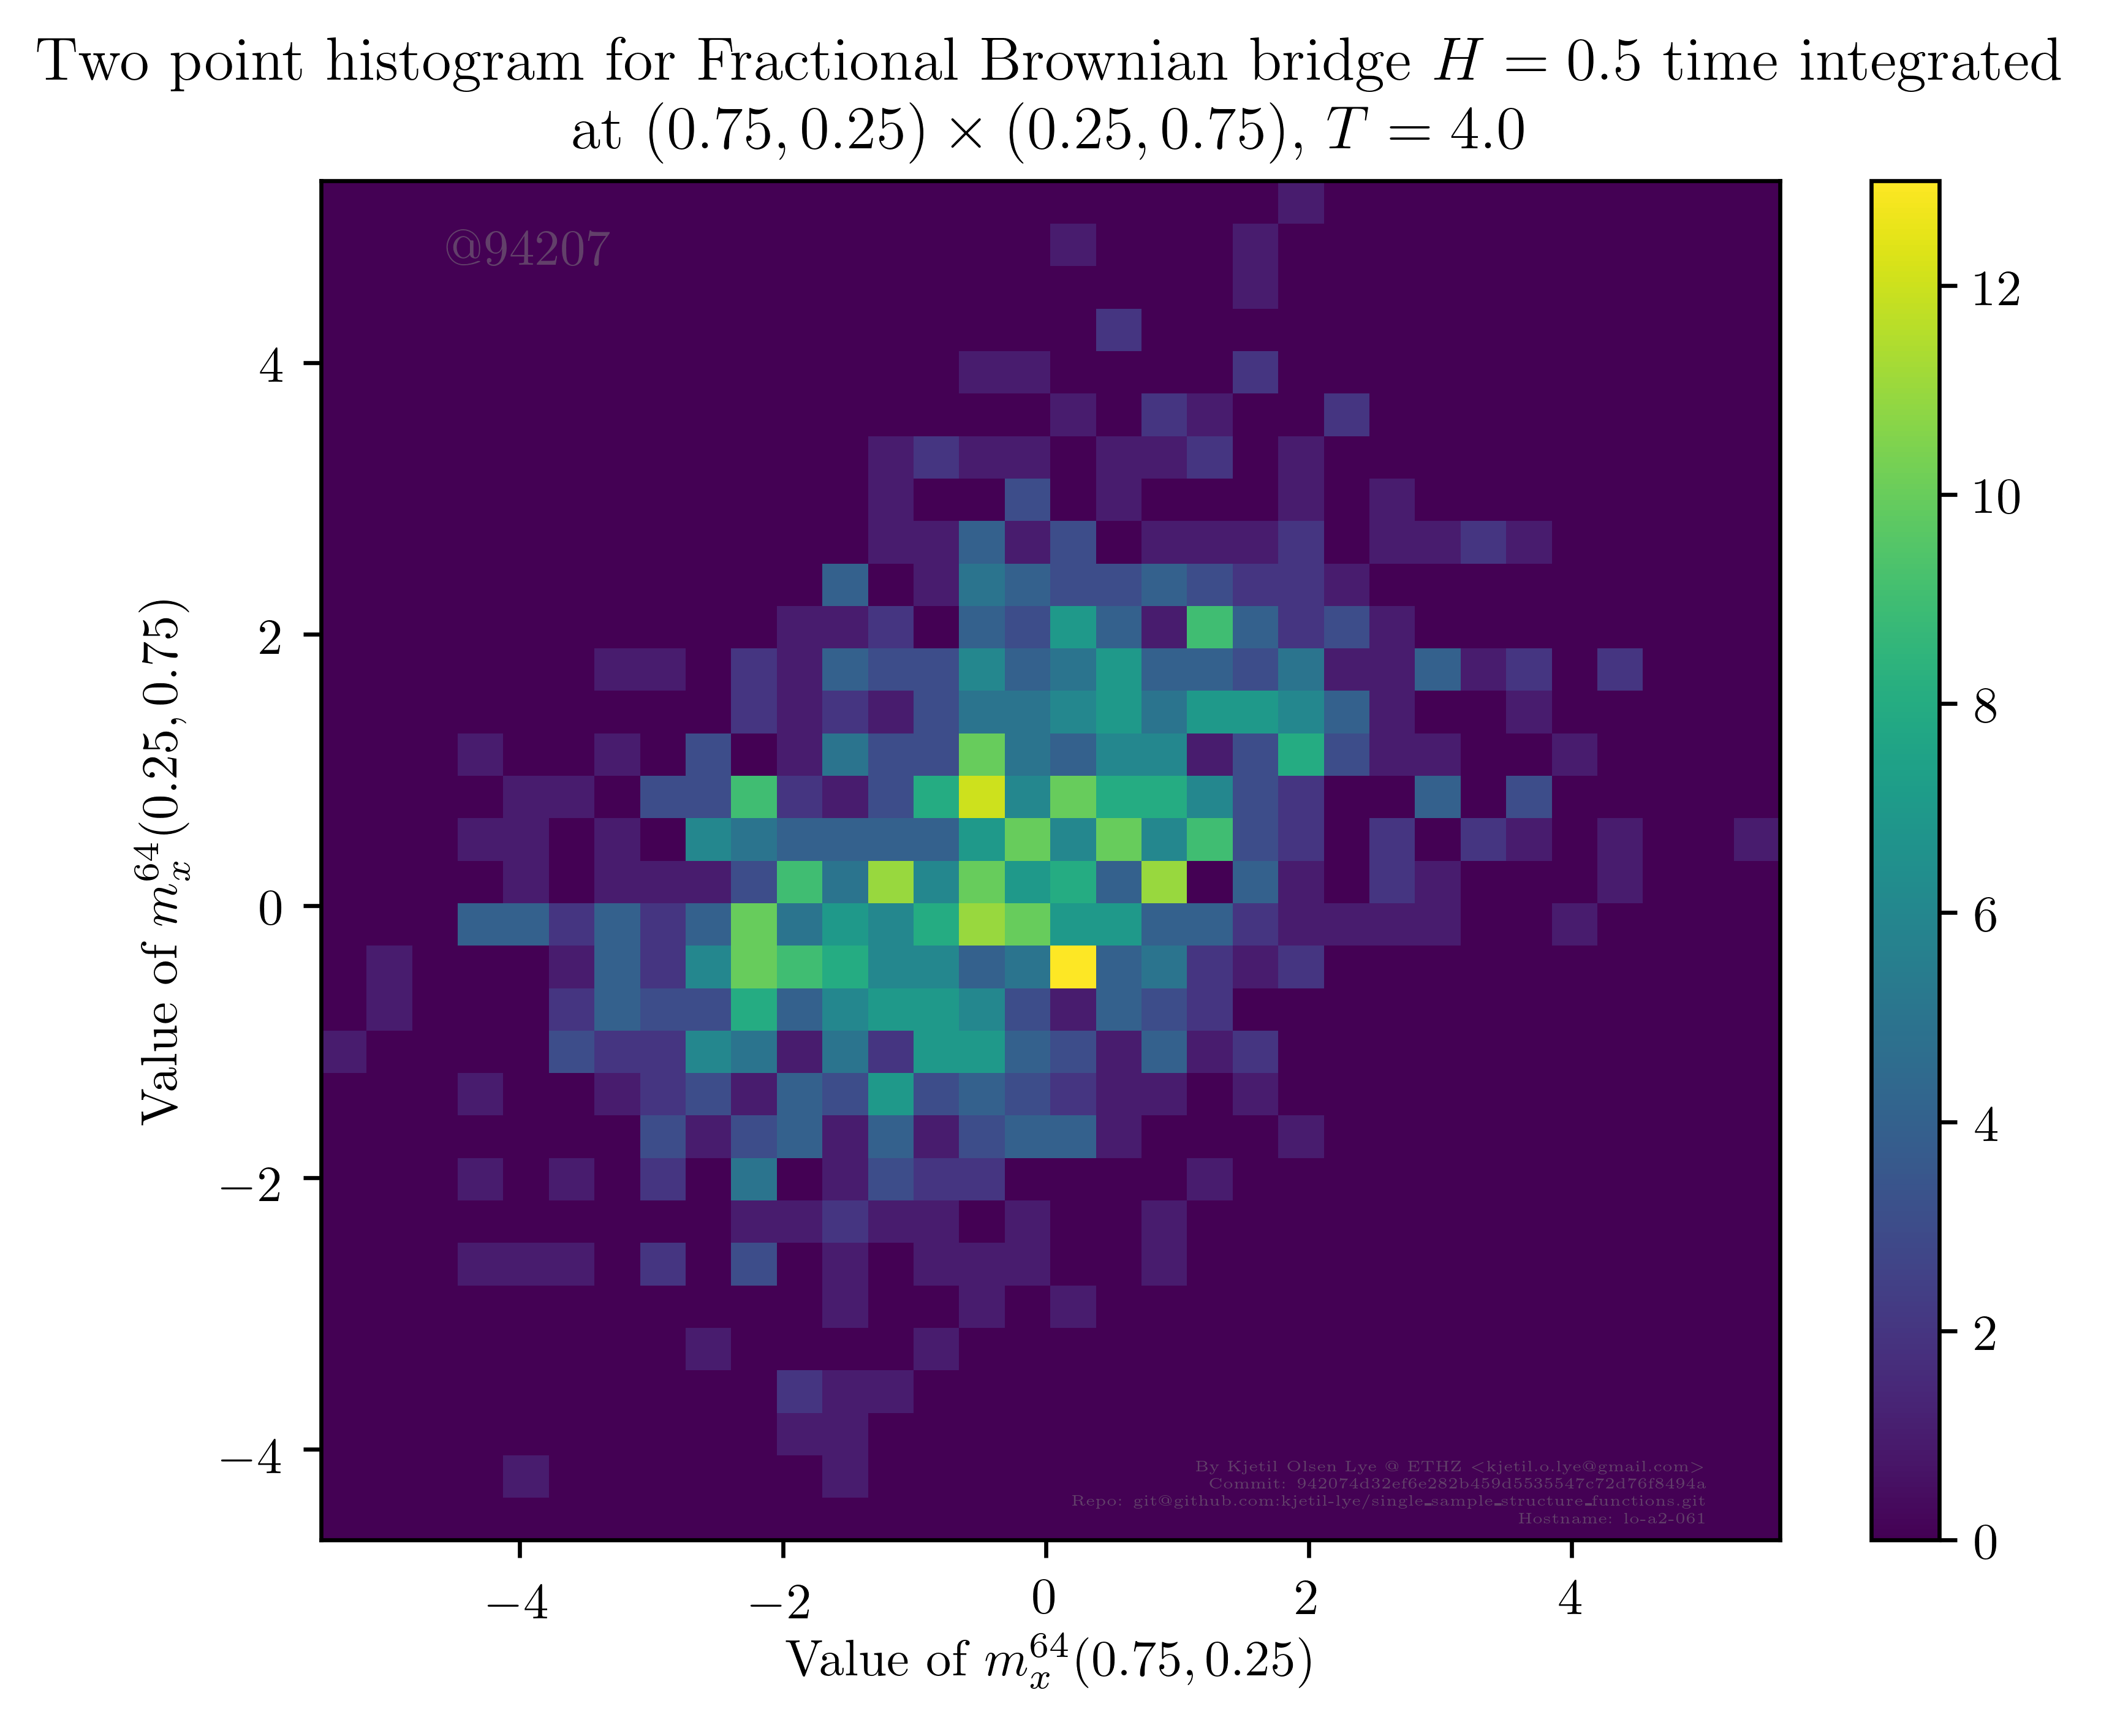 Two point histogram for Fractional Brownian bridge H = 0.5 time integrated
at (0.75, 0.25) × (0.25, 0.75), T = 4.0
@94207
4
2
0
−2
−4
Value of m_x^64(0.25, 0.75)
−4
−2
0
2
4
Value of m_x^64(0.75, 0.25)
12
10
8
6
4
2
0
By Kjetil Olsen Lye @ ETHZ <kjetil.o.lye@gmail.com>
Commit: 942074d32ef6e282b459d5535547c72d76f8494a
Repo: git@github.com:kjetil-lye/single_sample_structure_functions.git
Hostname: lo-a2-061